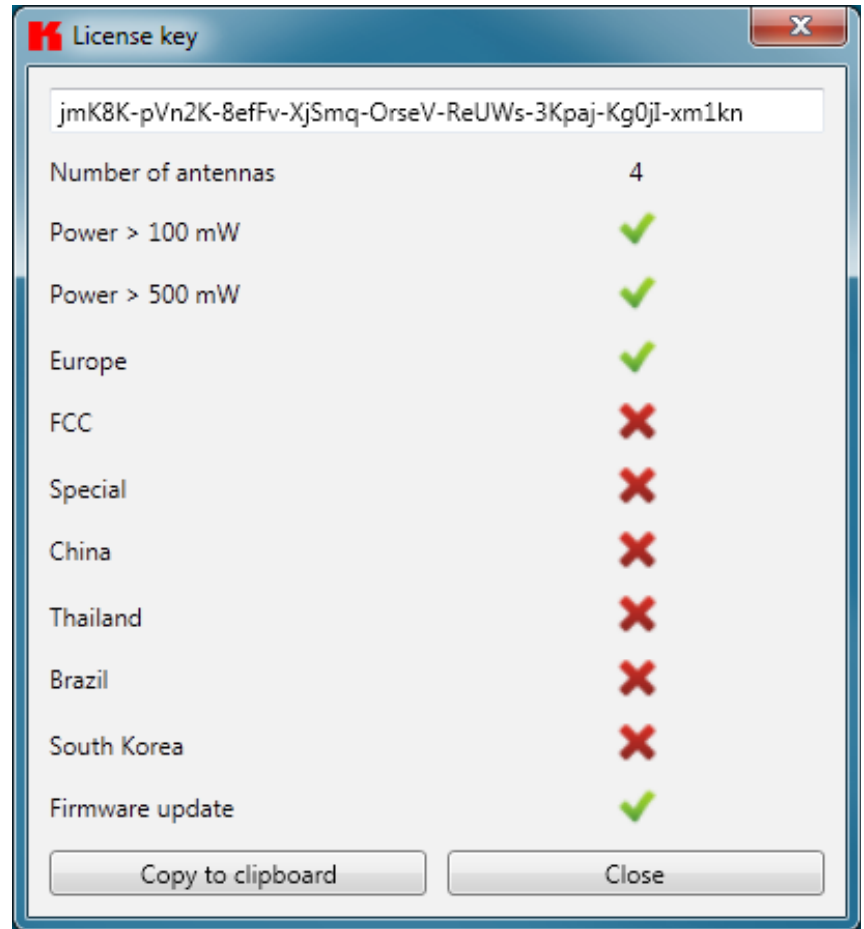 License key
jmK8K-pVn2K-8efFv-XjSmq-OrseV-ReUWs-3Kpaj-Kg0jI-xm1kn
Number of antennas 4
Power > 100 mW
Power > 500 mW
Europe
FCC
Special
China
Thailand
Brazil
South Korea
Firmware update
Copy to clipboard Close